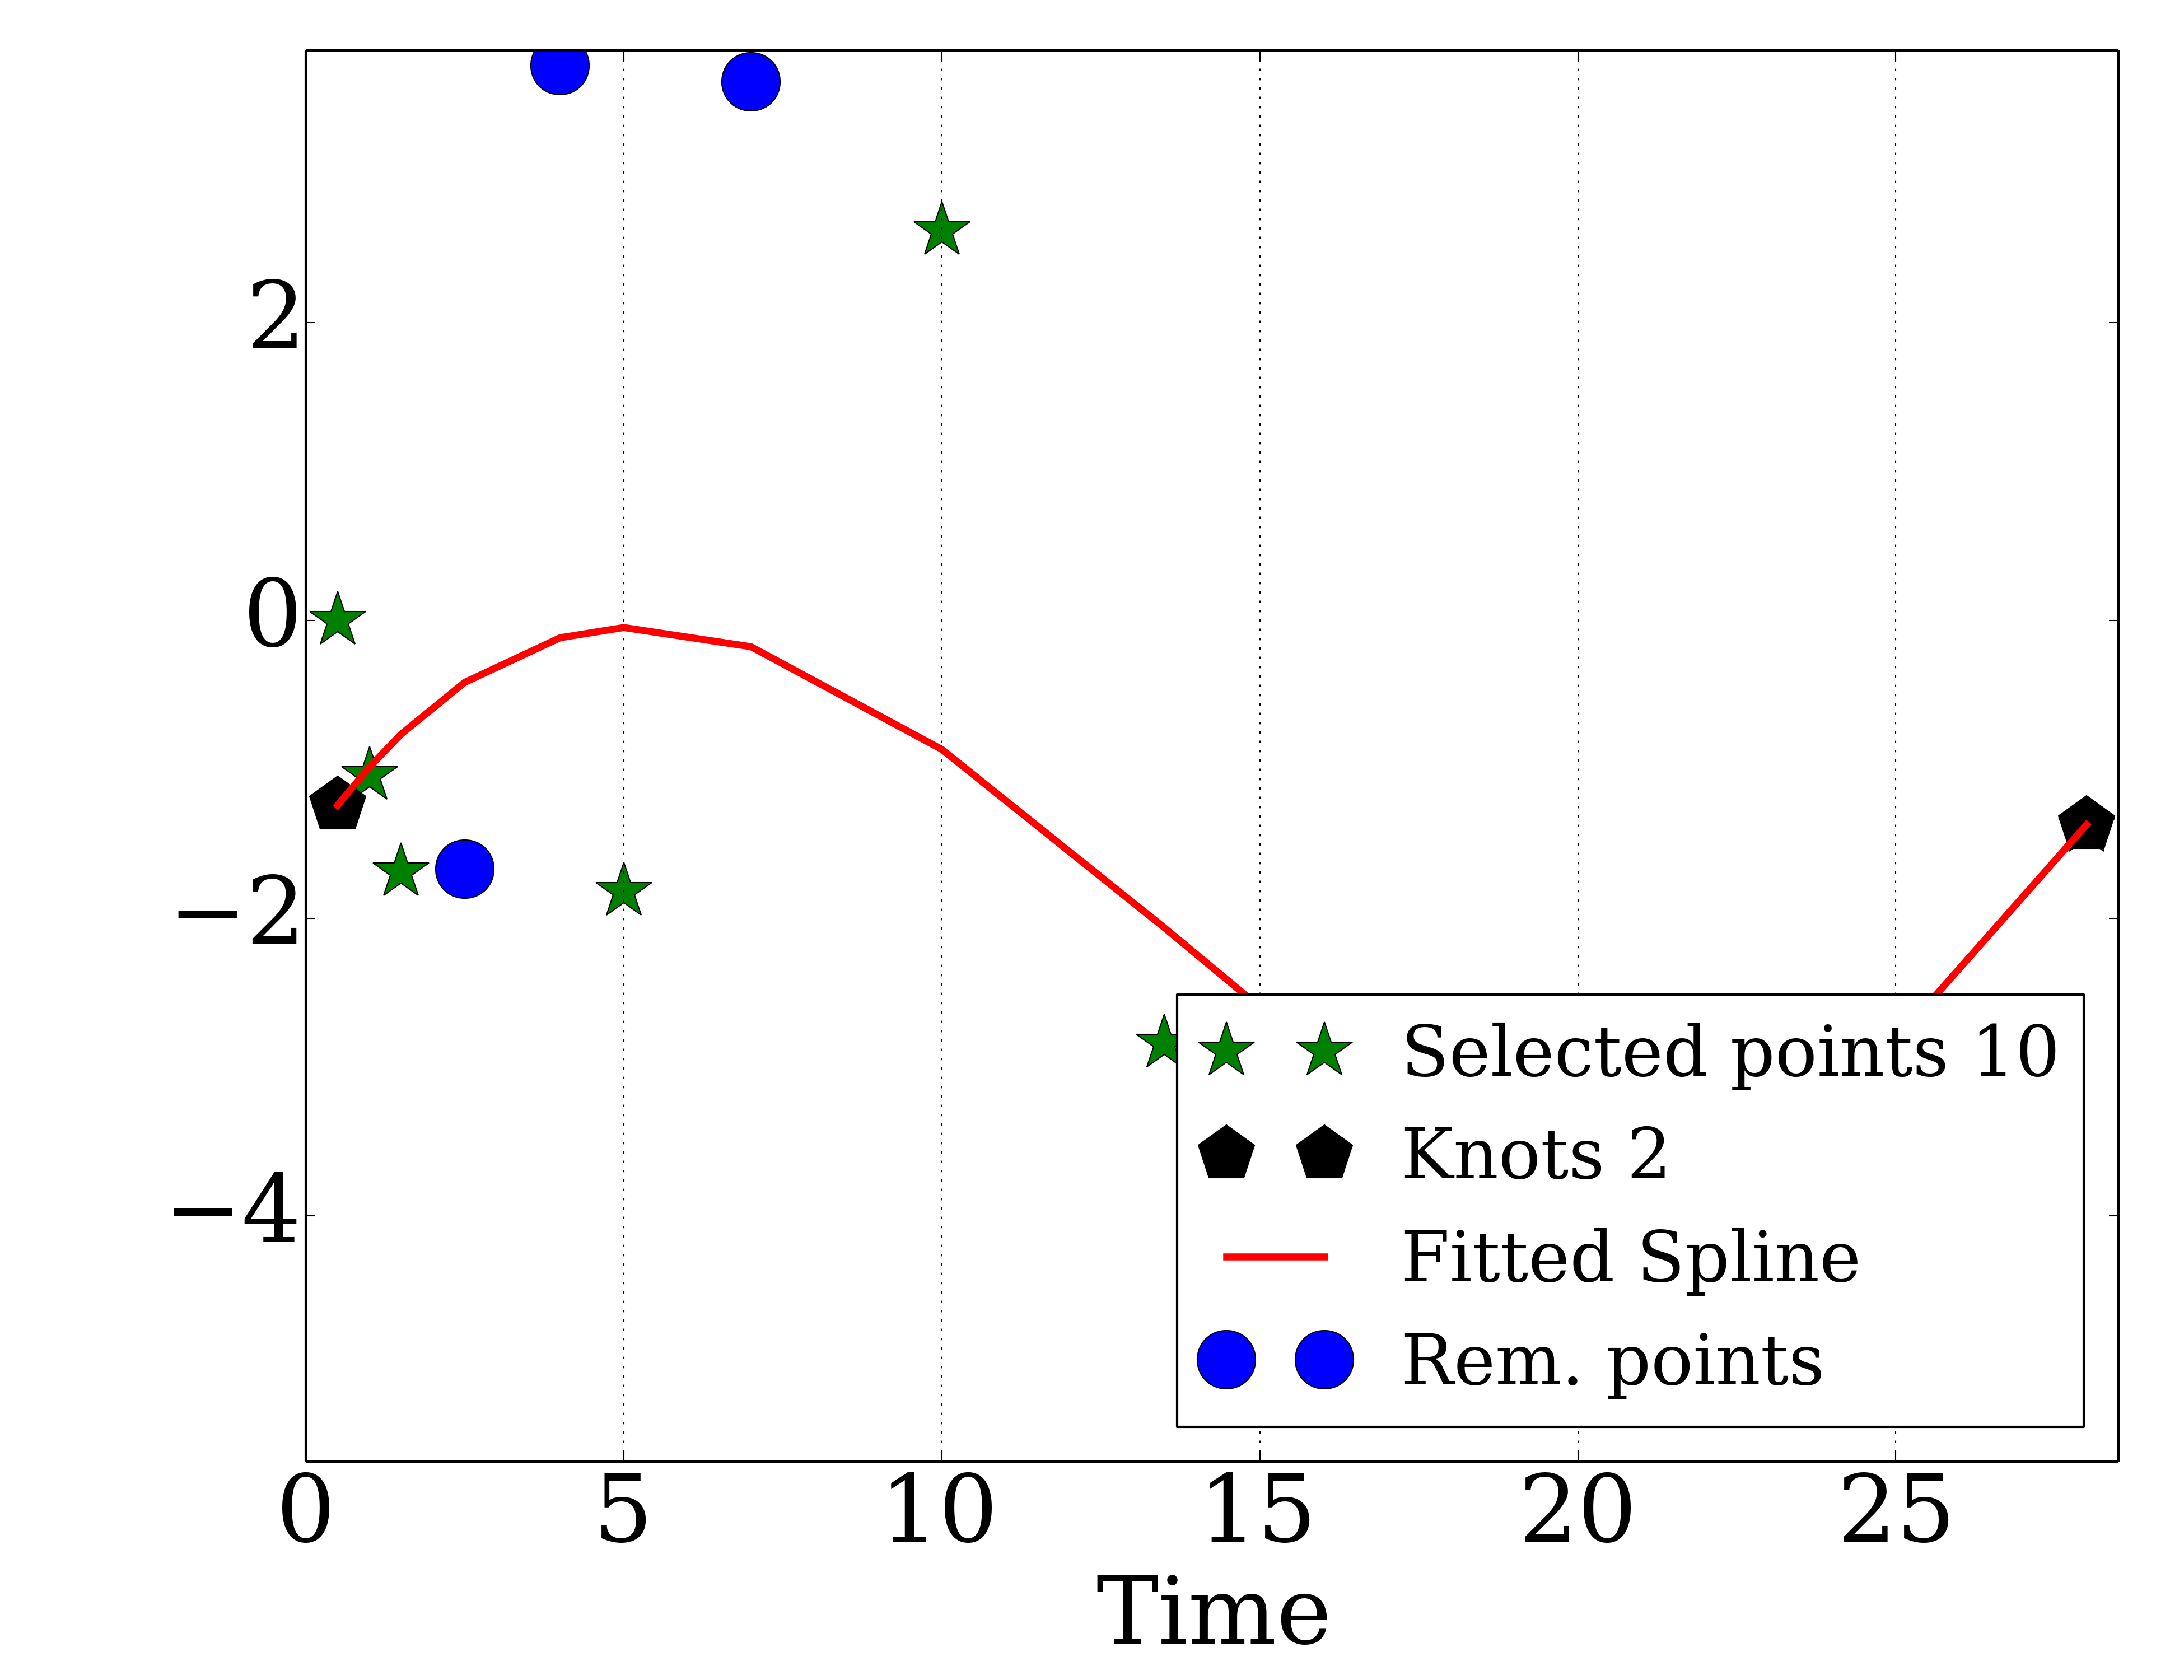 2
0
−2
−4
Selected points 10
Knots 2
Fitted Spline
Rem. points
0 5 10 15 20 25
Time